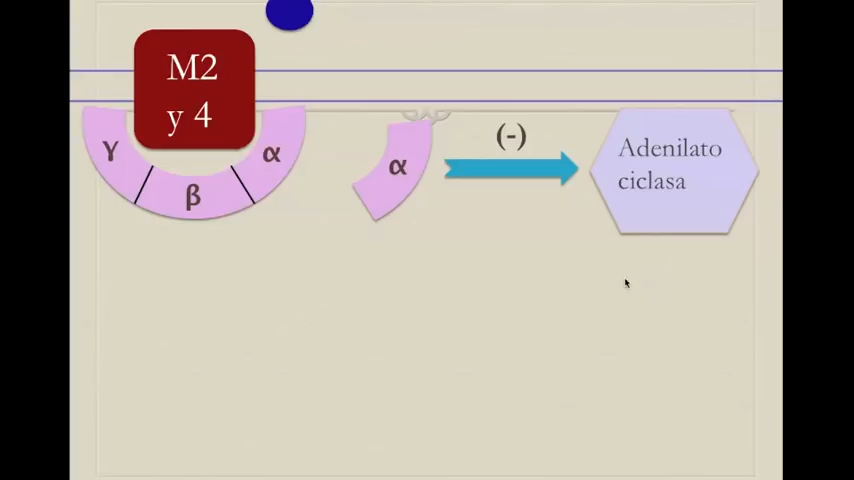 M2
y 4
γ
β
α
α
(-)
Adenilato
ciclasa